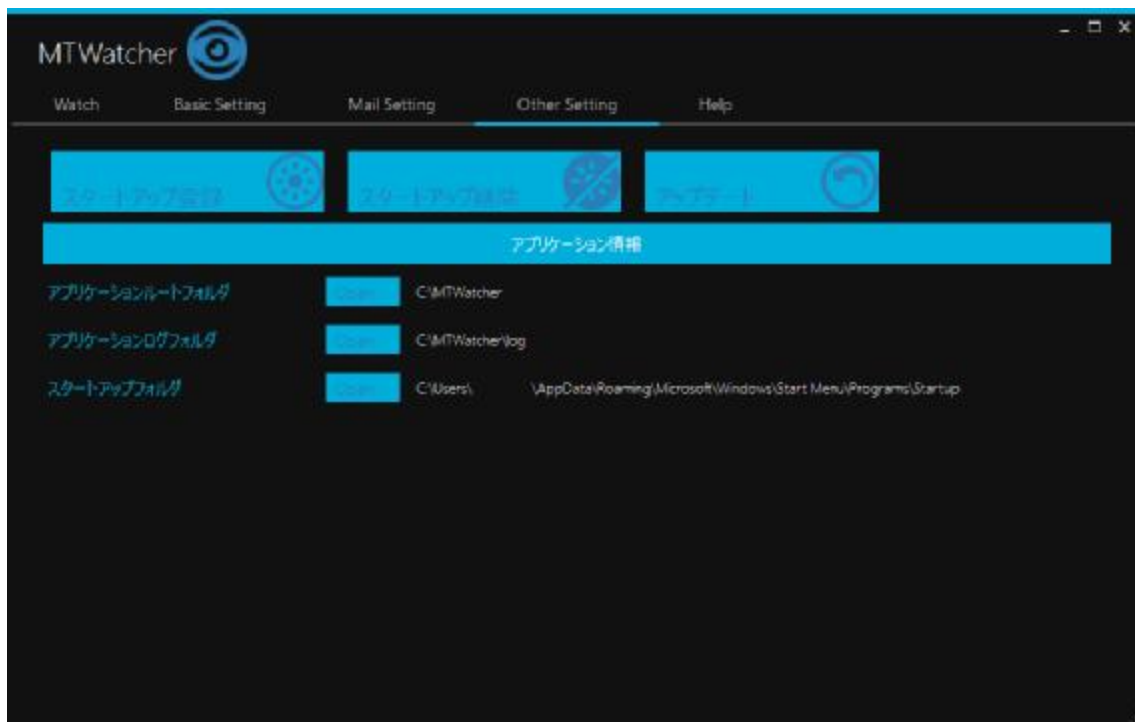 MTWatcher
Watch Basic Setting Mail Setting Other Setting Help
スタートアップ登録 スタートアップ解除 アップデート
アプリケーション情報
アプリケーションルートフォルダ Open C:\MTWatcher
アプリケーションログフォルダ Open C:\MTWatcher\log
スタートアップフォルダ Open C:\Users\ \AppData\Roaming\Microsoft\Windows\Start Menu\Programs\Startup